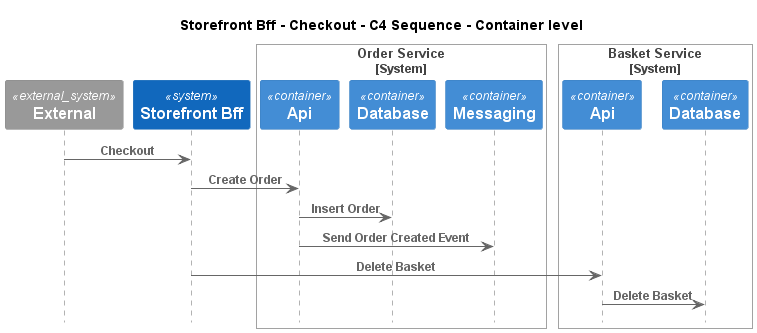 Storefront Bff - Checkout - C4 Sequence - Container level
Order Service
[System]
Basket Service
[System]
«external_system»
External
«system»
Storefront Bff
«container»
Api
«container»
Database
«container»
Messaging
«container»
Api
«container»
Database
Checkout
Create Order
Insert Order
Send Order Created Event
Delete Basket
Delete Basket